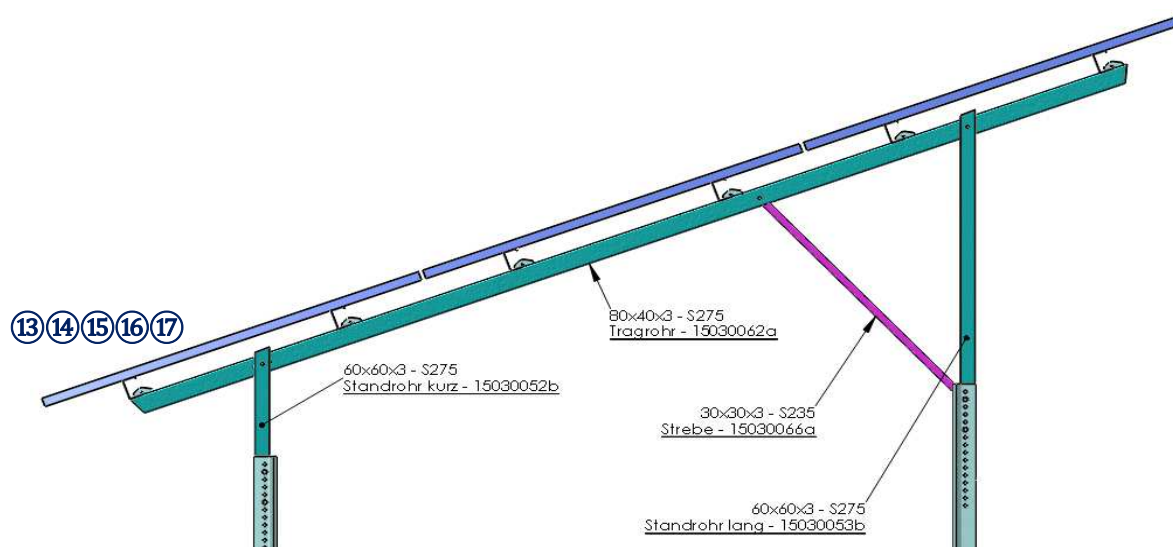 ⑬⑭⑮⑯⑰
80x40x3 - S275
Tragrohr - 15030062a
60x60x3 - S275
Standrohr kurz - 15030052b
30x30x3 - S235
Strebe - 15030066a
60x60x3 - S275
Standrohr lang - 15030053b